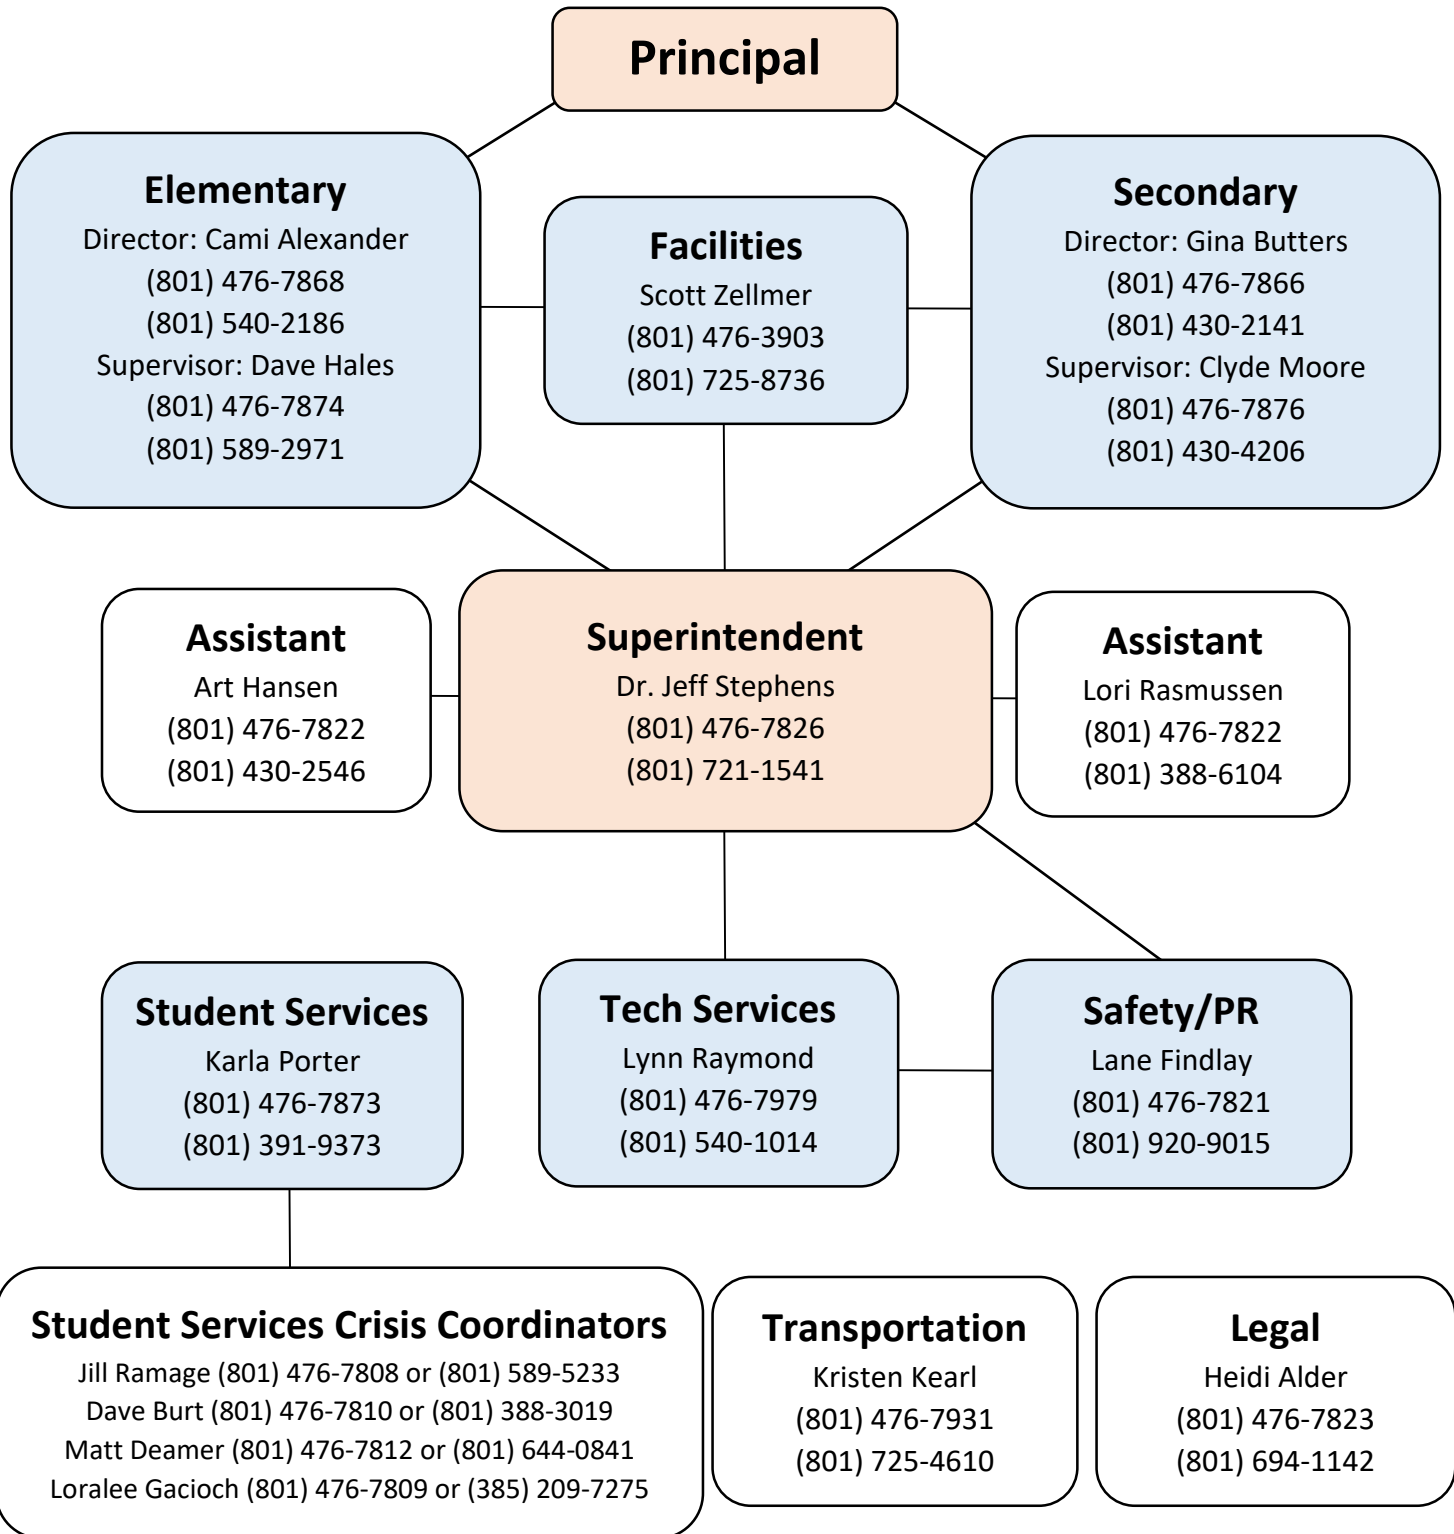 Principal
Elementary
Director: Cami Alexander
(801) 476-7868
(801) 540-2186
Supervisor: Dave Hales
(801) 476-7874
(801) 589-2971
Facilities
Scott Zellmer
(801) 476-3903
(801) 725-8736
Secondary
Director: Gina Butters
(801) 476-7866
(801) 430-2141
Supervisor: Clyde Moore
(801) 476-7876
(801) 430-4206
Assistant
Art Hansen
(801) 476-7822
(801) 430-2546
Superintendent
Dr. Jeff Stephens
(801) 476-7826
(801) 721-1541
Assistant
Lori Rasmussen
(801) 476-7822
(801) 388-6104
Student Services
Karla Porter
(801) 476-7873
(801) 391-9373
Tech Services
Lynn Raymond
(801) 476-7979
(801) 540-1014
Safety/PR
Lane Findlay
(801) 476-7821
(801) 920-9015
Student Services Crisis Coordinators
Jill Ramage (801) 476-7808 or (801) 589-5233
Dave Burt (801) 476-7810 or (801) 388-3019
Matt Deamer (801) 476-7812 or (801) 644-0841
Loralee Gacioch (801) 476-7809 or (385) 209-7275
Transportation
Kristen Kearl
(801) 476-7931
(801) 725-4610
Legal
Heidi Alder
(801) 476-7823
(801) 694-1142